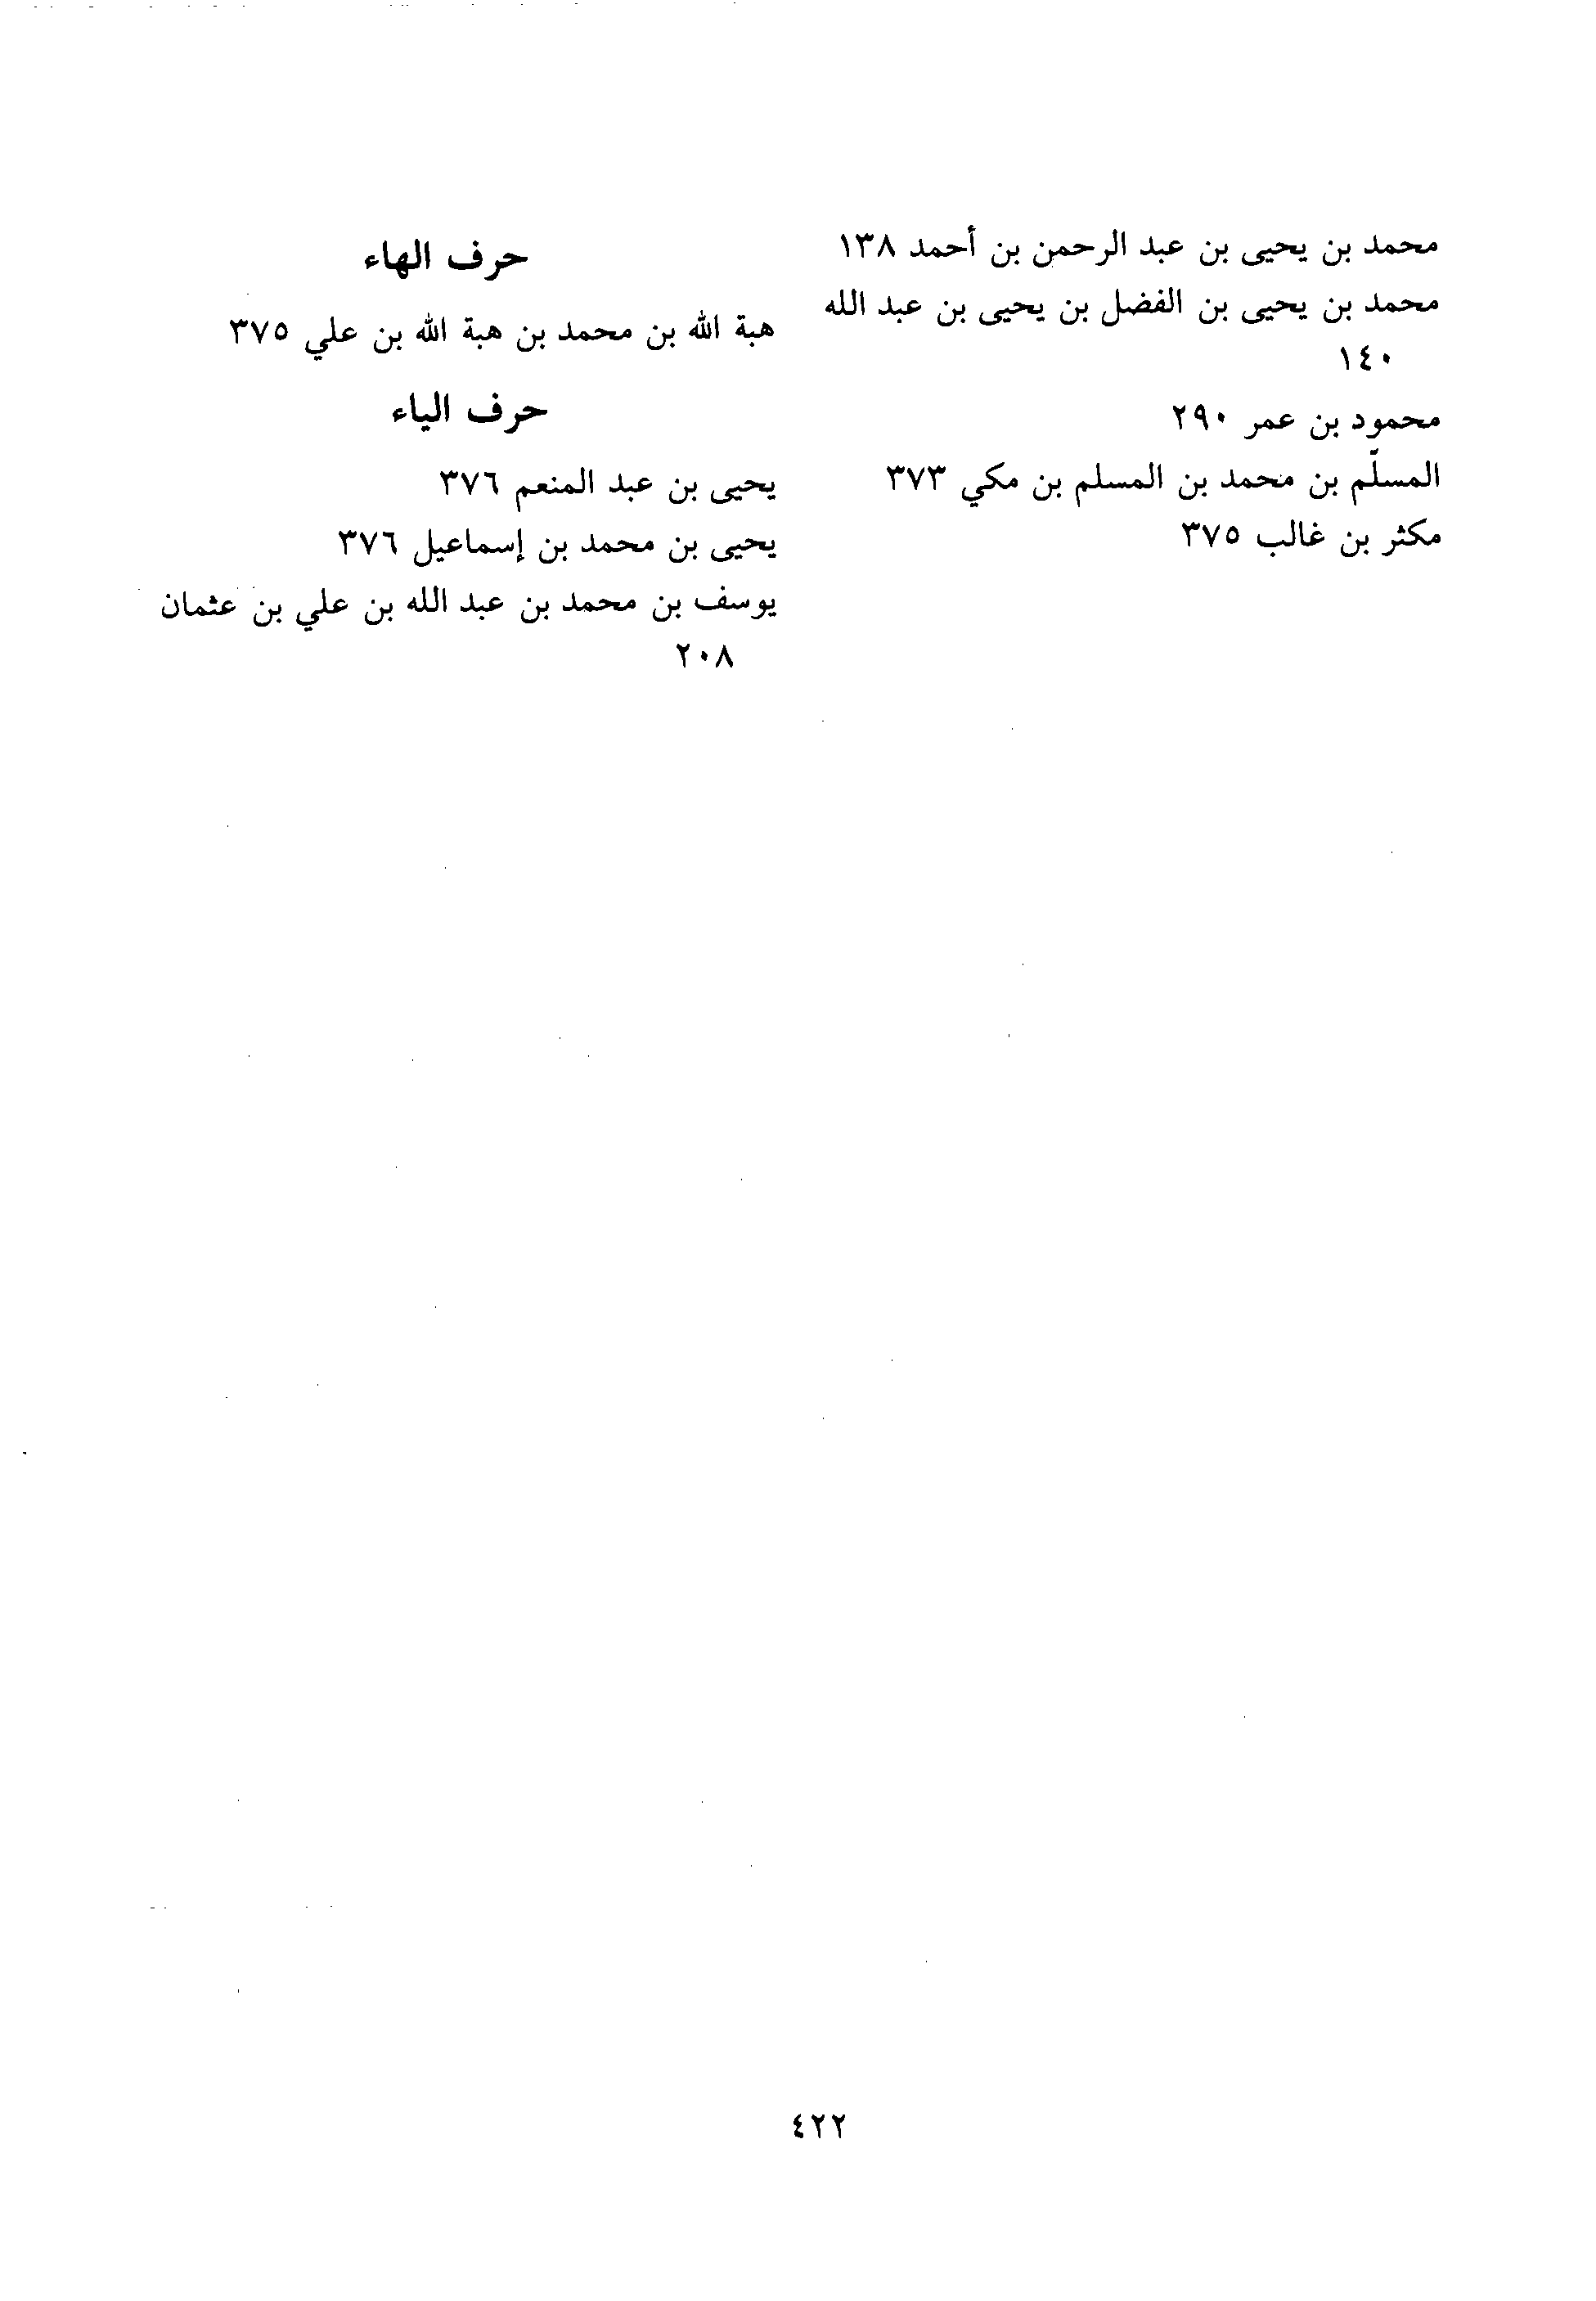 محمد بن يحيى بن عبد الرحمن بن أحمد ١٣٨
محمد بن يحيى بن الفضل بن يحيى بن عبد الله
١٤٠
محمود بن عمر ٢٩٠
المسلّم بن محمد بن المسلم بن مكي ٣٧٣
مكثر بن غالب ٣٧٥
حرف الهاء
هبة الله بن محمد بن هبة الله بن علي ٣٧٥
حرف الياء
يحيى بن عبد المنعم ٣٧٦
يحيى بن محمد بن إسماعيل ٣٧٦
يوسف بن محمد بن عبد الله بن علي بن عثمان
٢٠٨
٤٢٢